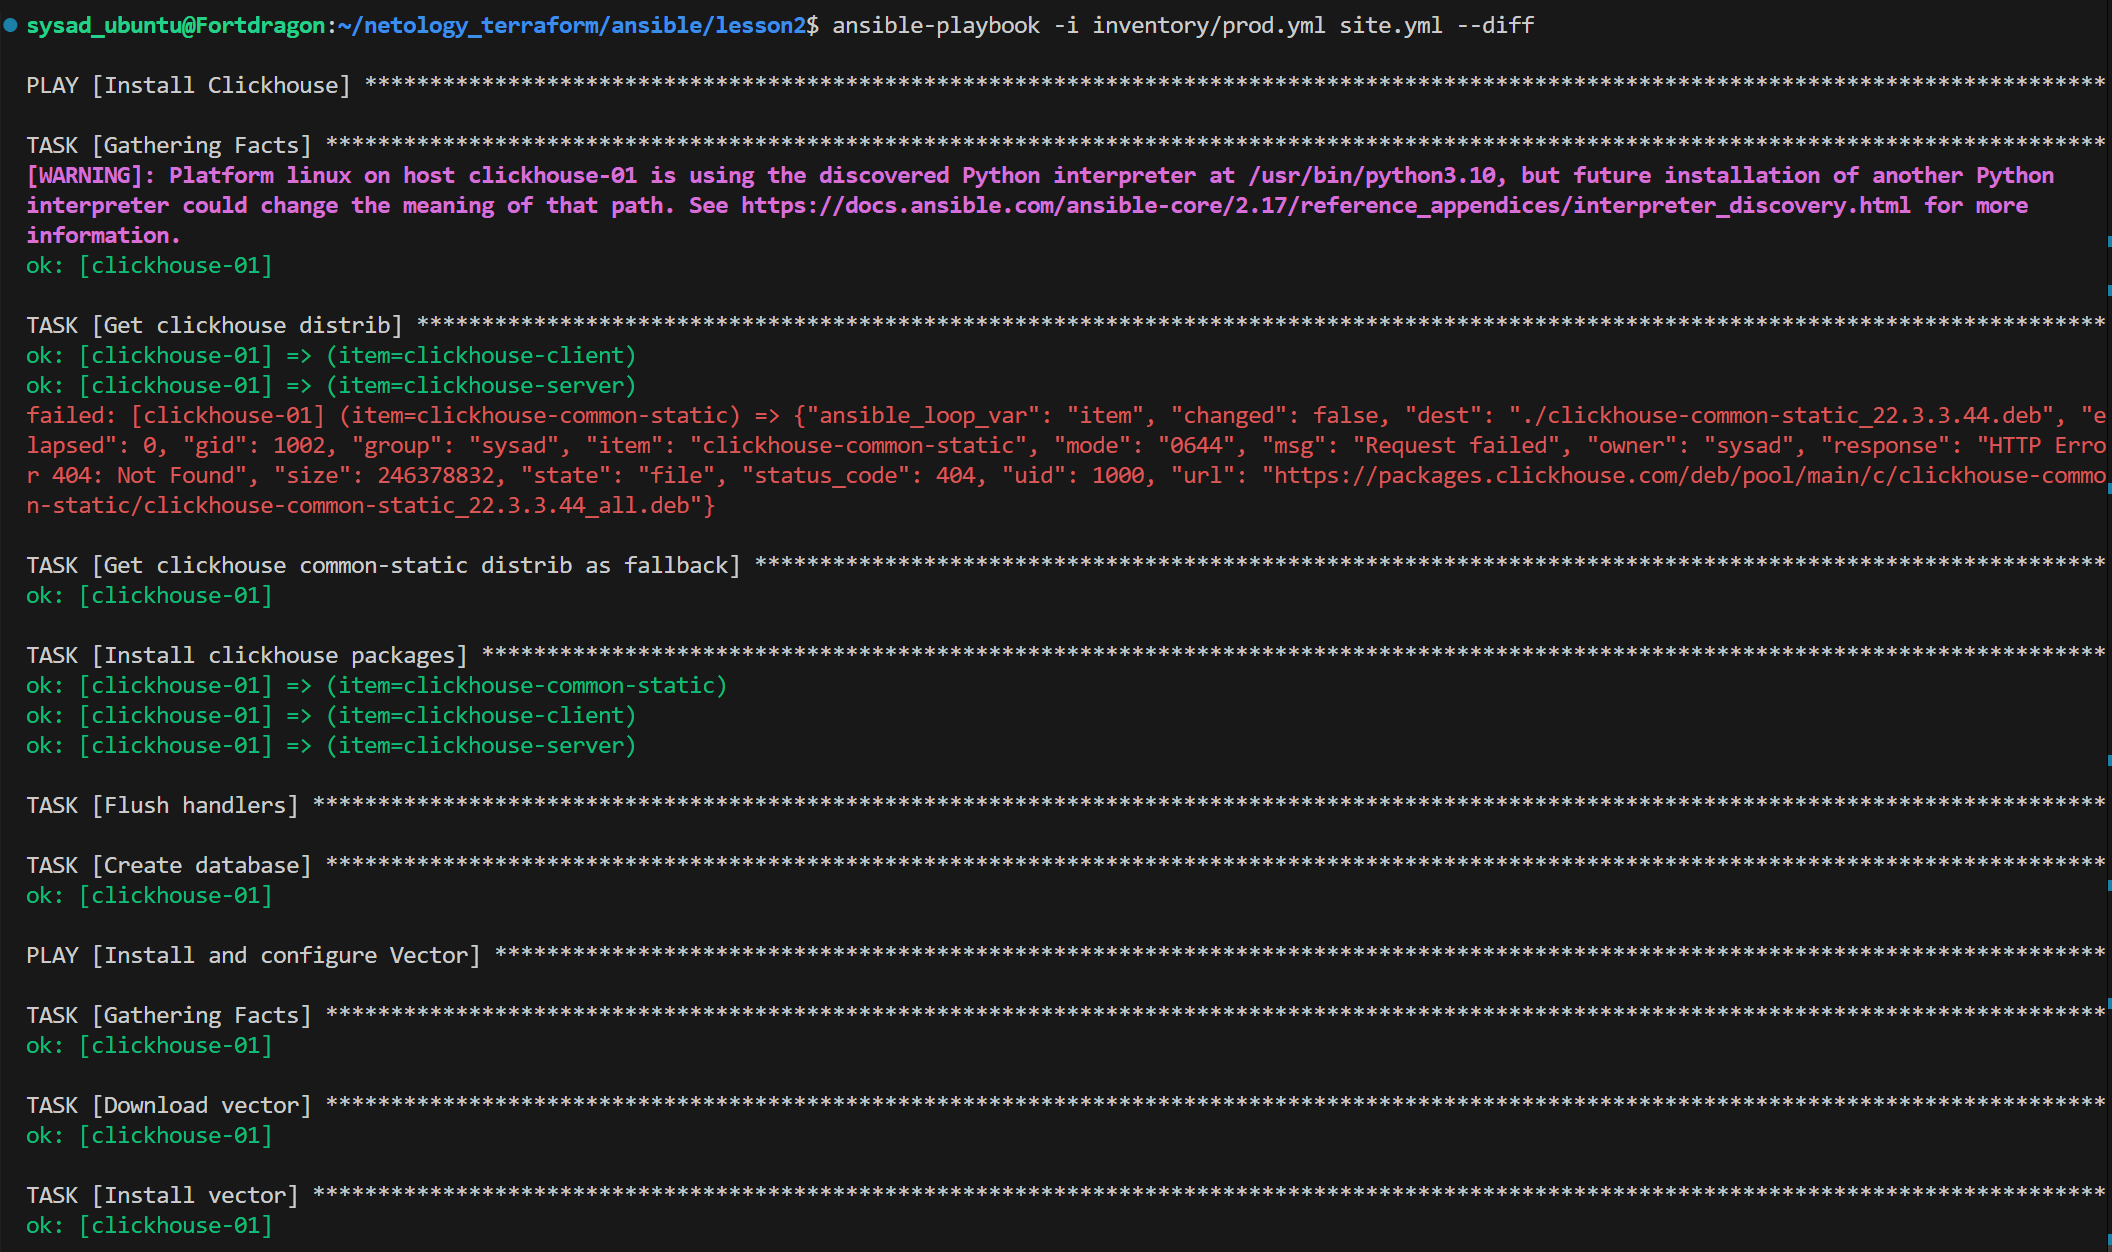 sysad_ubuntu@Fortdragon:~/netology_terraform/ansible/lesson2$ ansible-playbook -i inventory/prod.yml site.yml --diff
PLAY [Install Clickhouse] **************************************************************************************************************************************
TASK [Gathering Facts] *****************************************************************************************************************************************
[WARNING]: Platform linux on host clickhouse-01 is using the discovered Python interpreter at /usr/bin/python3.10, but future installation of another Python
interpreter could change the meaning of that path. See https://docs.ansible.com/ansible-core/2.17/reference_appendices/interpreter_discovery.html for more
information.
ok: [clickhouse-01]
TASK [Get clickhouse distrib] **********************************************************************************************************************************
ok: [clickhouse-01] => (item=clickhouse-client)
ok: [clickhouse-01] => (item=clickhouse-server)
failed: [clickhouse-01] (item=clickhouse-common-static) => {"ansible_loop_var": "item", "changed": false, "dest": "./clickhouse-common-static_22.3.3.44.deb", "e
lapsed": 0, "gid": 1002, "group": "sysad", "item": "clickhouse-common-static", "mode": "0644", "msg": "Request failed", "owner": "sysad", "response": "HTTP Erro
r 404: Not Found", "size": 246378832, "state": "file", "status_code": 404, "uid": 1000, "url": "https://packages.clickhouse.com/deb/pool/main/c/clickhouse-commo
n-static/clickhouse-common-static_22.3.3.44_all.deb"}
TASK [Get clickhouse common-static distrib as fallback] ********************************************************************************************************
ok: [clickhouse-01]
TASK [Install clickhouse packages] *****************************************************************************************************************************
ok: [clickhouse-01] => (item=clickhouse-common-static)
ok: [clickhouse-01] => (item=clickhouse-client)
ok: [clickhouse-01] => (item=clickhouse-server)
TASK [Flush handlers] ******************************************************************************************************************************************
TASK [Create database] *****************************************************************************************************************************************
ok: [clickhouse-01]
PLAY [Install and configure Vector] ****************************************************************************************************************************
TASK [Gathering Facts] *****************************************************************************************************************************************
ok: [clickhouse-01]
TASK [Download vector] *****************************************************************************************************************************************
ok: [clickhouse-01]
TASK [Install vector] ******************************************************************************************************************************************
ok: [clickhouse-01]